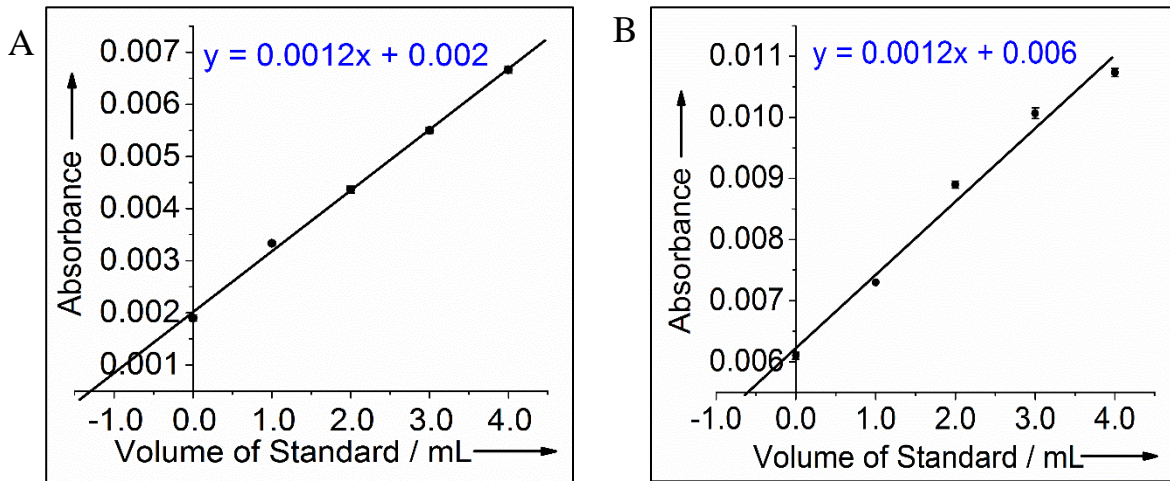 A
y = 0.0012x + 0.002
0.007
0.006
0.005
0.004
0.003
0.002
0.001
Absorbance
-1.0 0.0 1.0 2.0 3.0 4.0
Volume of Standard / mL
B
y = 0.0012x + 0.006
0.011
0.010
0.009
0.008
0.007
0.006
Absorbance
-1.0 0.0 1.0 2.0 3.0 4.0
Volume of Standard / mL